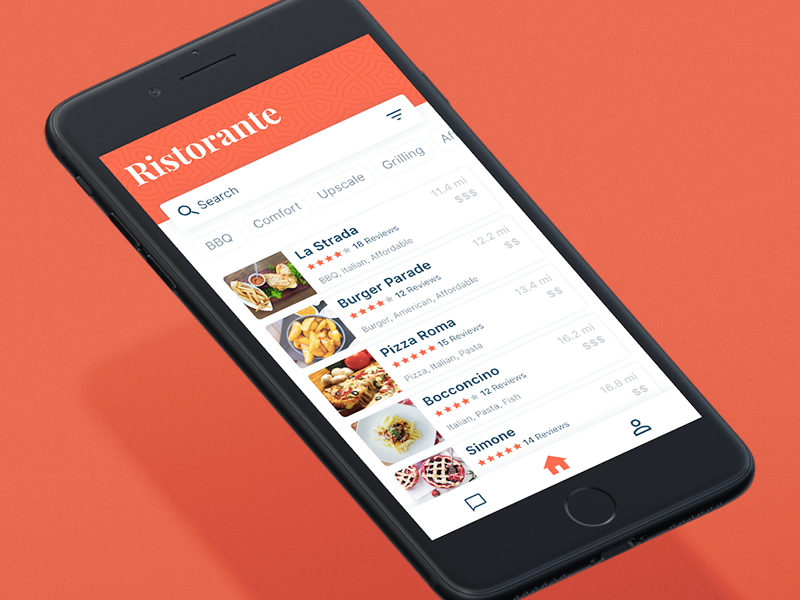 Ristorante
Search
BBQ Comfort Upscale Grilling Af
La Strada 11.4 mi
18 Reviews $$$
BBQ, Italian, Affordable
Burger Parade 12.2 mi
12 Reviews $$
Burger, American, Affordable
Pizza Roma 13.4 mi
15 Reviews $$
Pizza, Italian, Pasta
Bocconcino 16.2 mi
12 Reviews $$$
Italian, Pasta, Fish
Simone 16.8 mi
14 Reviews $$